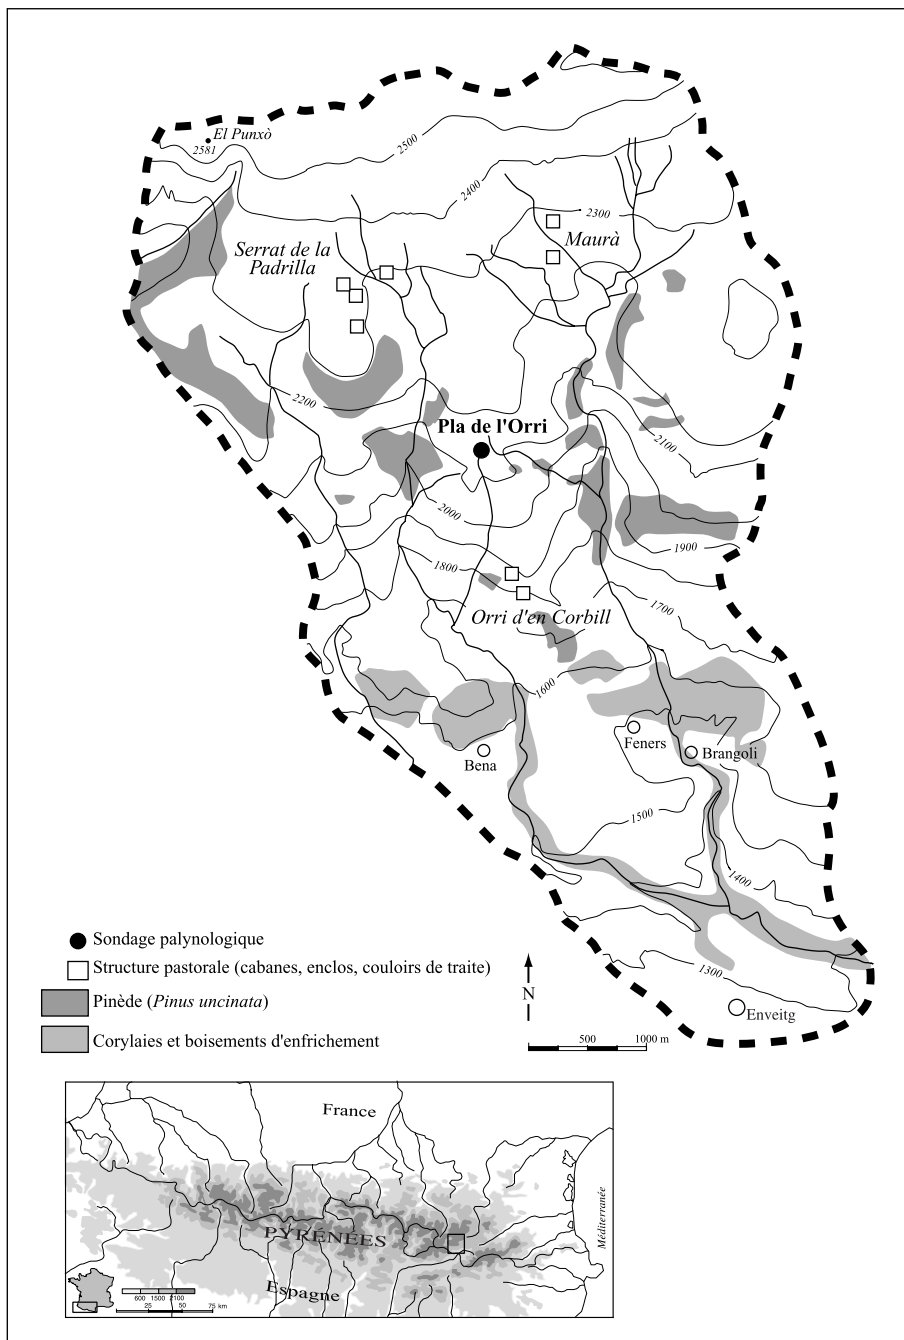 El Punxò
2581
2500
2400
2300
Maurà
Serrat de la
Padrilla
2200
2100
Pla de l'Orri
2000
1900
1800
1700
Orri d'en Corbill
1600
Feners
Brangoli
Bena
1500
1400
1300
Enveitg
Sondage palynologique
Structure pastorale (cabanes, enclos, couloirs de traite)
Pinède (Pinus uncinata)
Corylaies et boisements d'enfrichement
N
500 1000 m
France
PYRÉNÉES
Espagne
Méditerranée
600 1500 2100
25 50 75 km